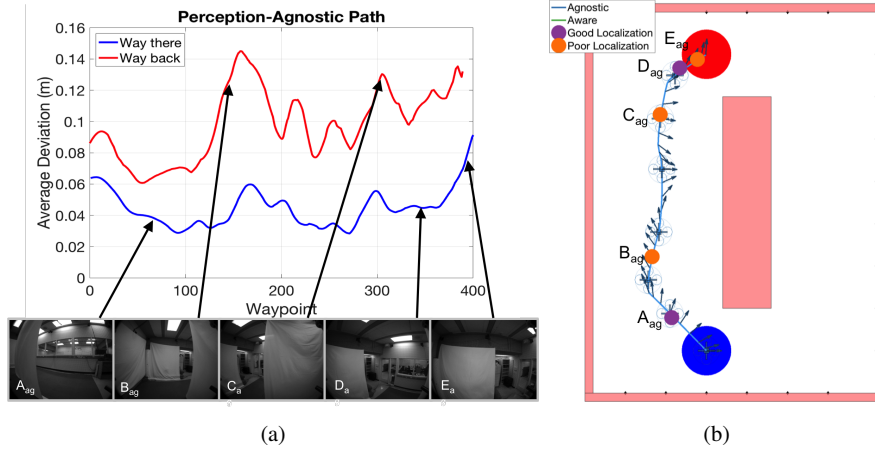 Perception-Agnostic Path
Way there
Way back
Average Deviation (m)
0.16
0.14
0.12
0.1
0.08
0.06
0.04
0.02
0
0 100 200 300 400
Waypoint
A_ag B_ag C_a D_a E_a
(a)
Agnostic
Aware
Good Localization
Poor Localization
E_ag
D_ag
C_ag
B_ag
A_ag
(b)